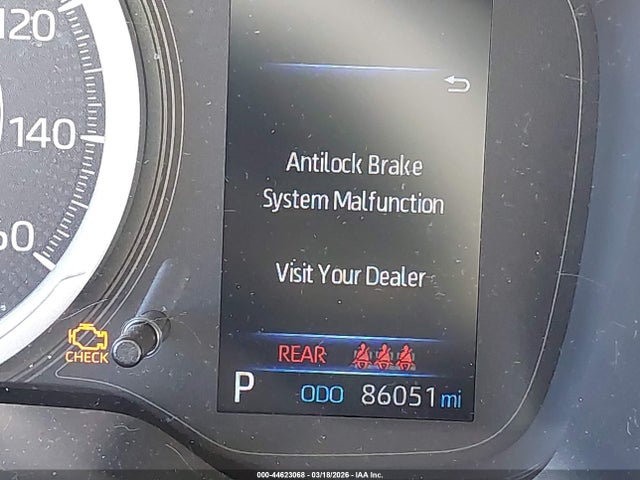 120
140
60
Antilock Brake
System Malfunction
Visit Your Dealer
CHECK
REAR
P ODO 86051 mi
000-44623068 - 03/18/2026 - IAA Inc.